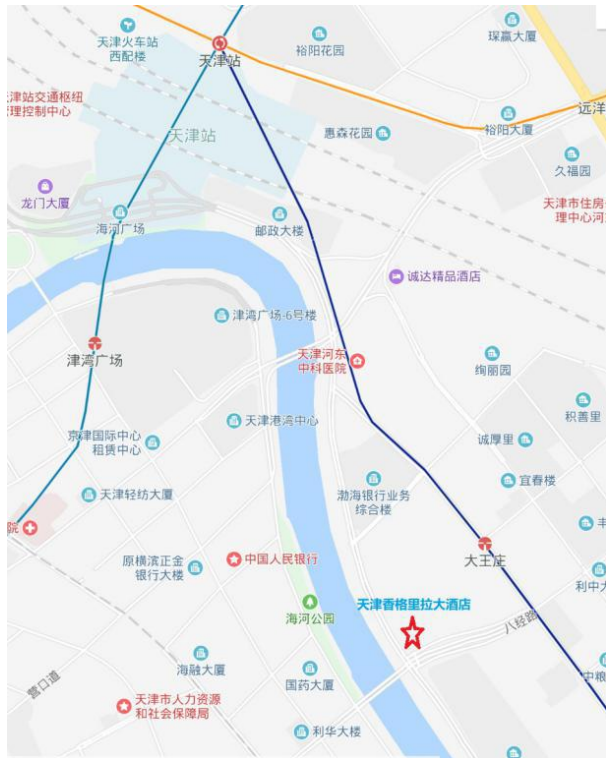 天津火车站
西配楼
裕阳花园
琛赢大厦
天津站
津站交通枢纽
理控制中心
天津站
惠森花园
裕阳大厦
远洋
久福园
龙门大厦
海河广场
邮政大楼
天津市住房
理中心河
诚达精品酒店
津湾广场-6号楼
津湾广场
天津河东
中科医院
绚丽园
积善里
京津国际中心
租赁中心
天津港湾中心
诚厚里
天津轻纺大厦
渤海银行业务
综合楼
宜春楼
院
丰
原横滨正金
银行大楼
中国人民银行
大王庄
利中大
海河公园
天津香格里拉大酒店
八经路
营口道
海融大厦
国药大厦
中粮
天津市人力资源
和社会保障局
利华大楼